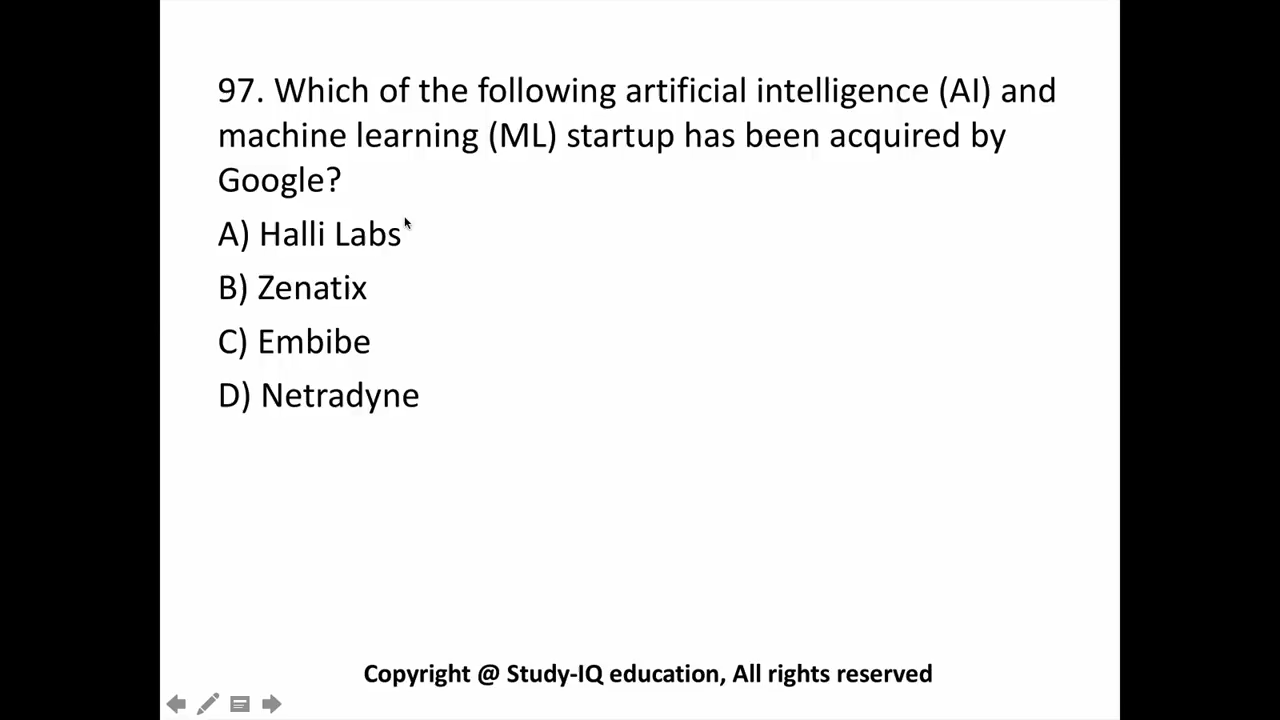 97. Which of the following artificial intelligence (AI) and
machine learning (ML) startup has been acquired by
Google?
A) Halli Labs
B) Zenatix
C) Embibe
D) Netradyne
Copyright @ Study-IQ education, All rights reserved